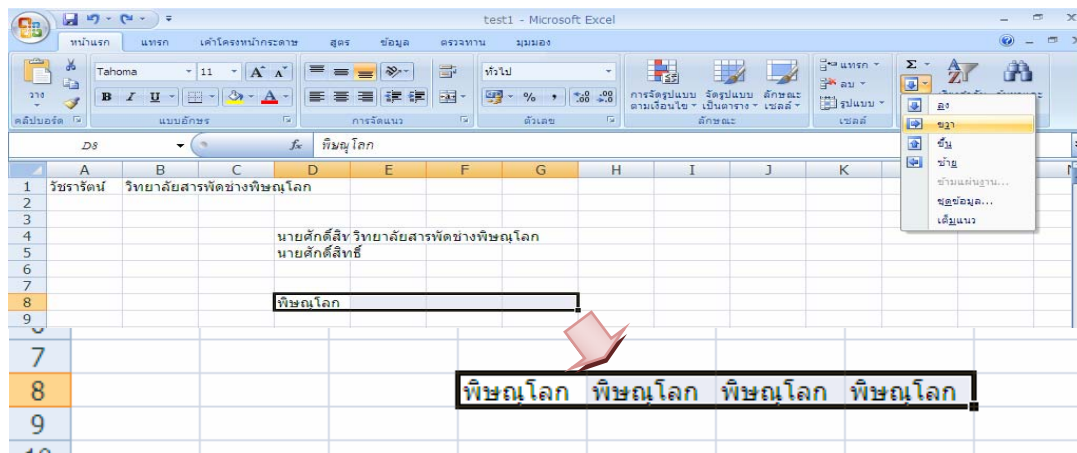 test1 - Microsoft Excel
หน้าแรก แทรก เค้าโครงหน้ากระดาษ สูตร ข้อมูล ตรวจทาน มุมมอง
วาง Tahoma 11 A A ทั่วไป Σ แทรก
B I U A % , .00 .0 การจัดรูปแบบ จัดรูปแบบ ลักษณะ ลบ
ตามเงื่อนไข เป็นตาราง เซลล์ รูปแบบ
คลิปบอร์ด แบบอักษร การจัดแนว ตัวเลข ลักษณะ เซลล์
ลง
ขวา
ขึ้น
ซ้าย
ข้ามแผ่นงาน...
ชุดข้อมูล...
เต็มแนว
D8 fx พิษณุโลก
A B C D E F G H I J K
1 วัชรารัตน์ วิทยาลัยสารพัดช่างพิษณุโลก
2
3
4 นายศักดิ์สิท วิทยาลัยสารพัดช่างพิษณุโลก
5 นายศักดิ์สิทธิ์
6
7
8 พิษณุโลก
9
7
8 พิษณุโลก พิษณุโลก พิษณุโลก พิษณุโลก
9